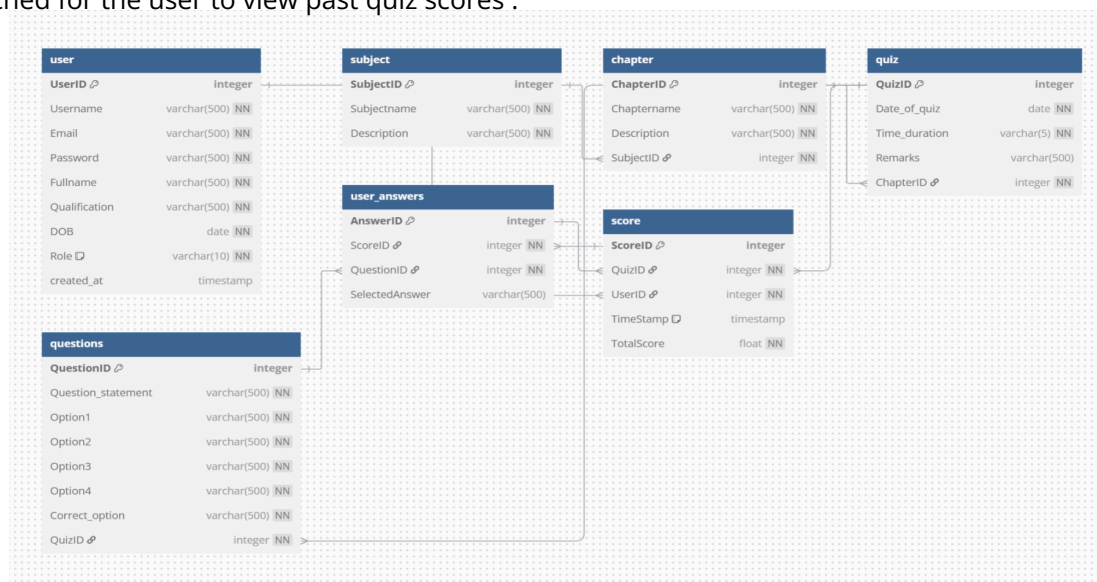 for the user to view past quiz scores .
user
UserID integer
Username varchar(500) NN
Email varchar(500) NN
Password varchar(500) NN
Fullname varchar(500) NN
Qualification varchar(500) NN
DOB date NN
Role varchar(10) NN
created_at timestamp
subject
SubjectID integer
Subjectname varchar(500) NN
Description varchar(500) NN
chapter
ChapterID integer
Chaptername varchar(500) NN
Description varchar(500) NN
SubjectID integer NN
quiz
QuizID integer
Date_of_quiz date NN
Time_duration varchar(5) NN
Remarks varchar(500)
ChapterID integer NN
user_answers
AnswerID integer
ScoreID integer NN
QuestionID integer NN
SelectedAnswer varchar(500)
score
ScoreID integer
QuizID integer NN
UserID integer NN
TimeStamp timestamp
TotalScore float NN
questions
QuestionID integer
Question_statement varchar(500) NN
Option1 varchar(500) NN
Option2 varchar(500) NN
Option3 varchar(500) NN
Option4 varchar(500) NN
Correct_option varchar(500) NN
QuizID integer NN